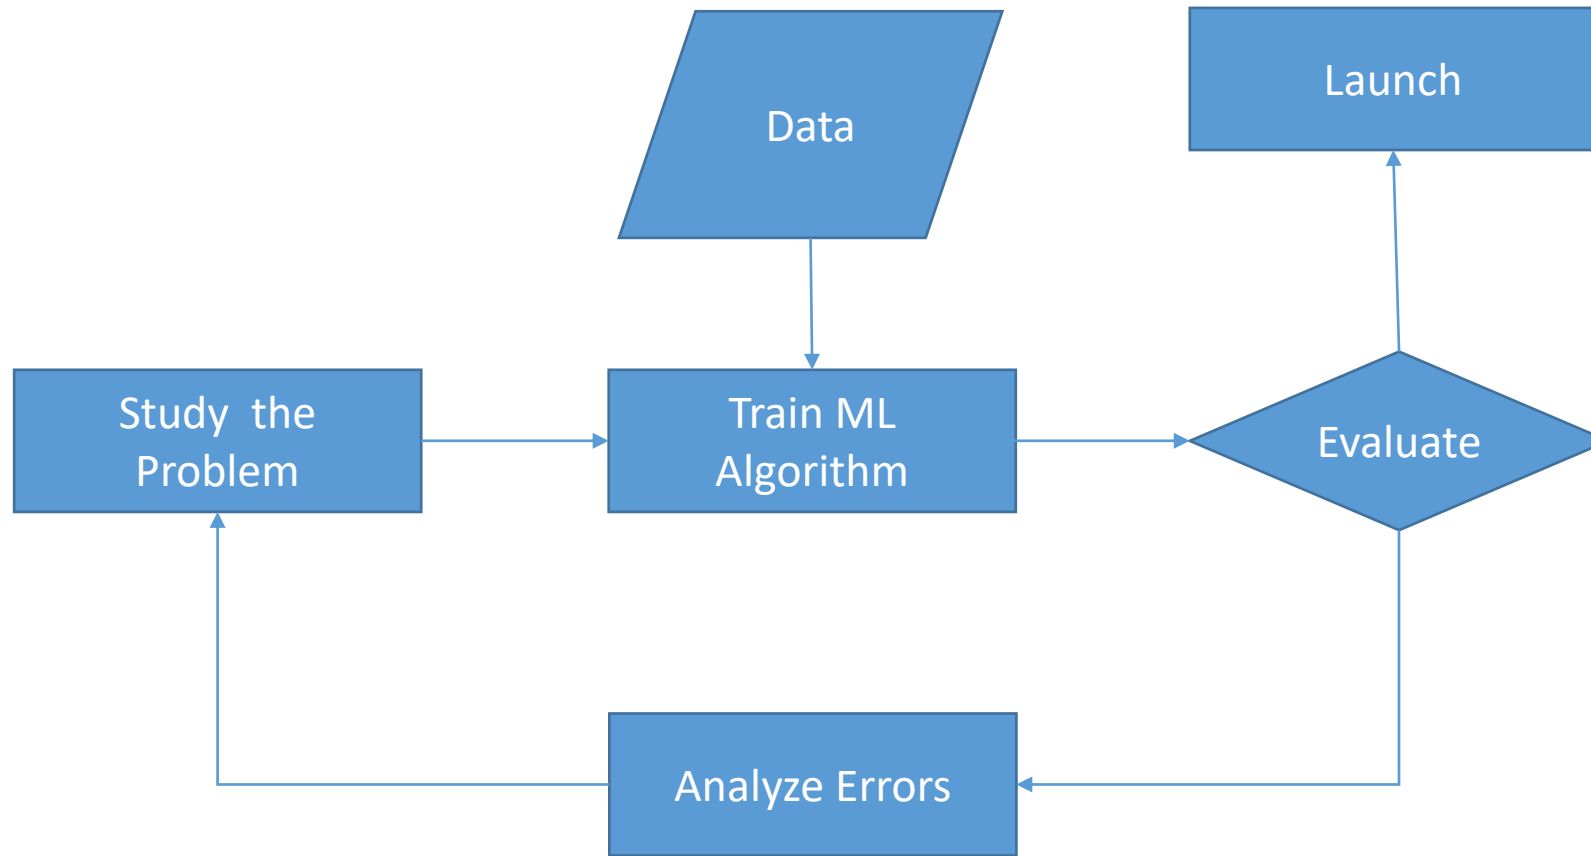 Data
Launch
Study  the
Problem
Train ML
Algorithm
Evaluate
Analyze Errors